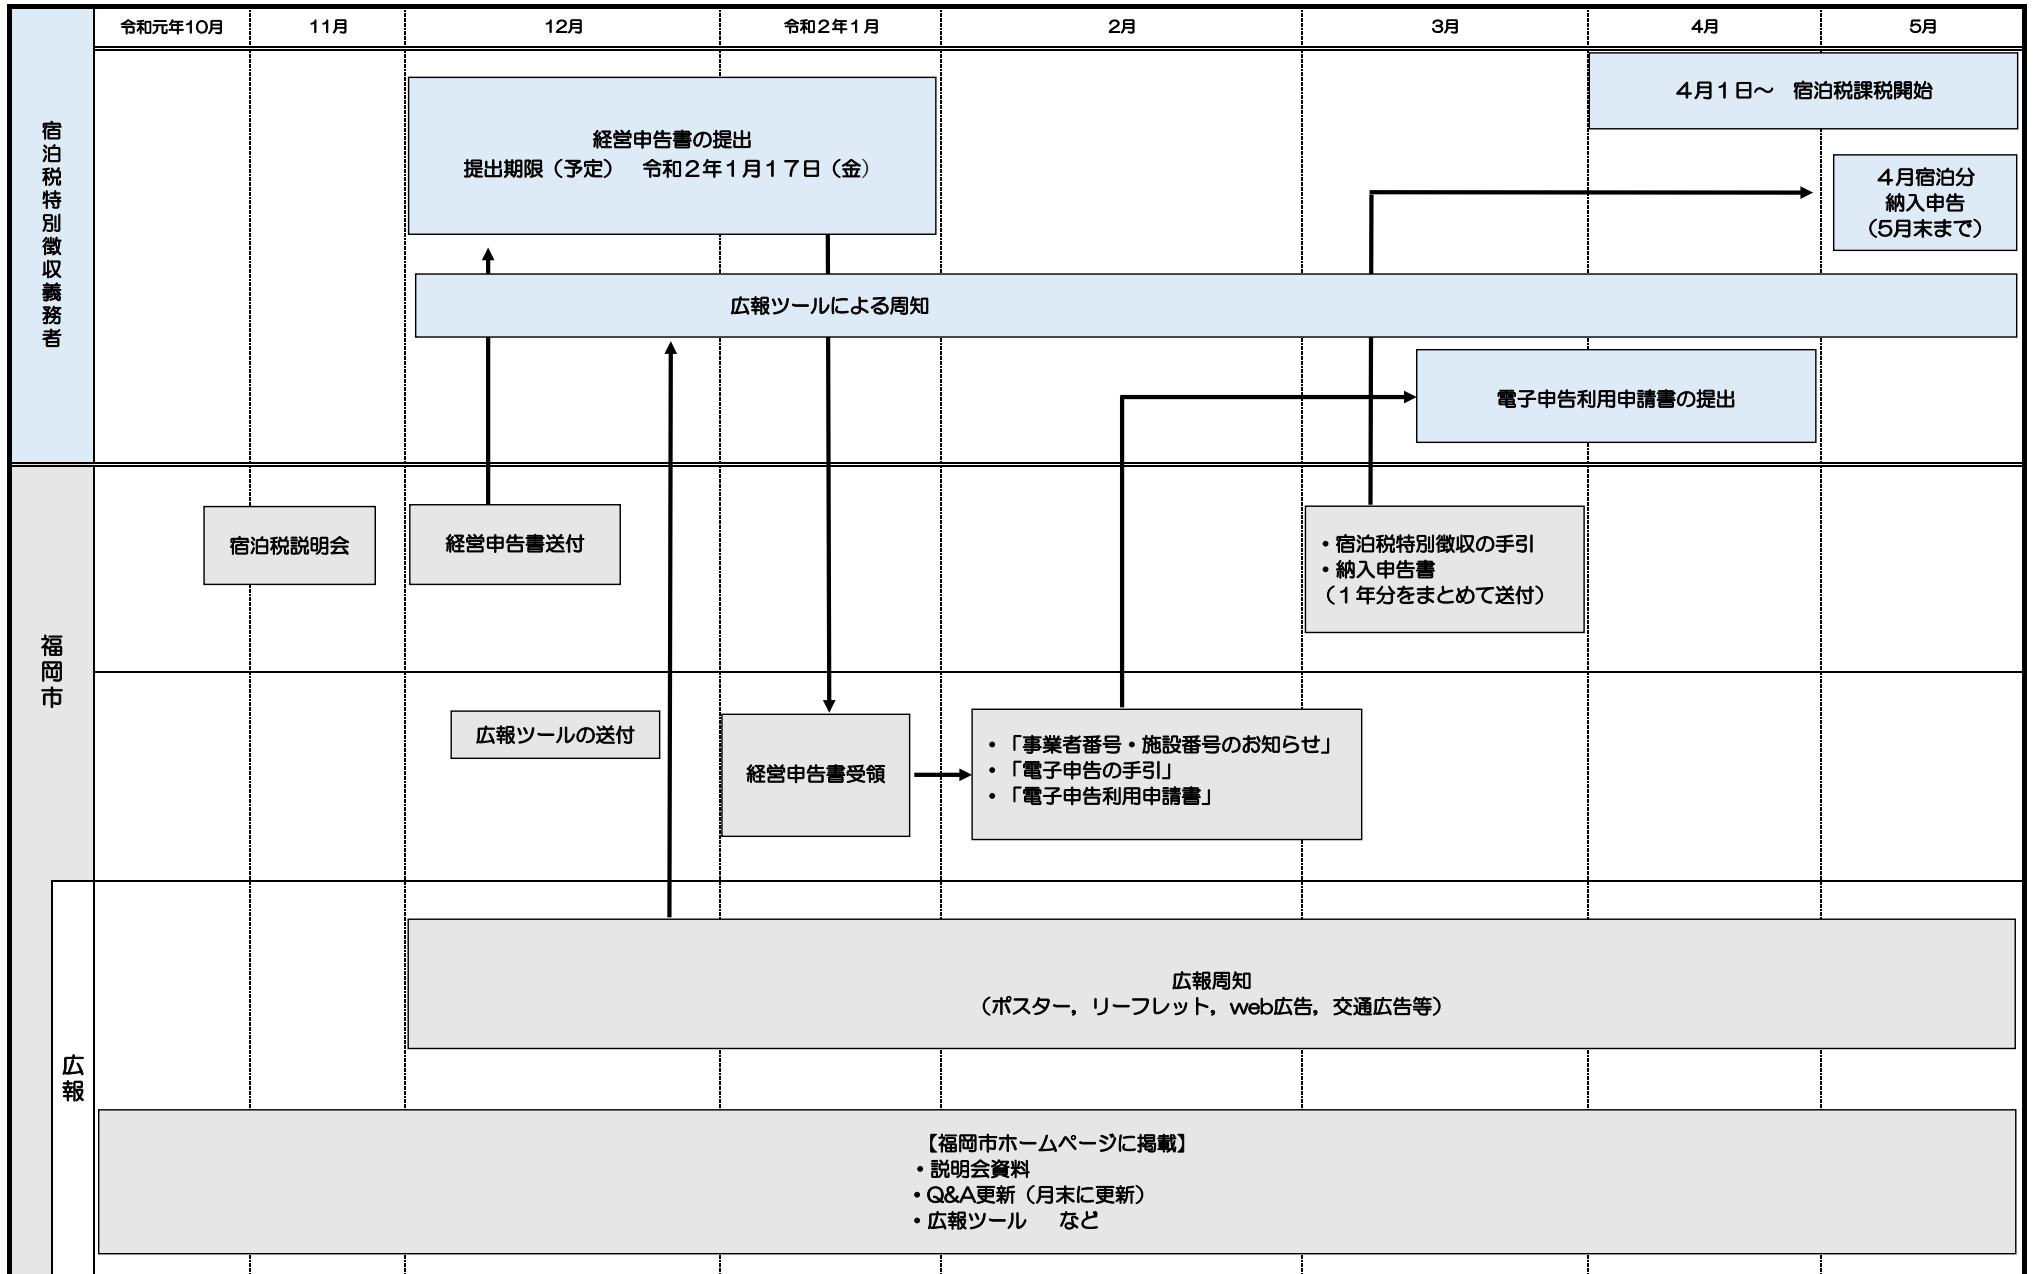 令和元年10月
11月
12月
令和2年1月
2月
3月
4月
5月
宿泊税特別徴収義務者
4月1日～　宿泊税課税開始
経営申告書の提出
提出期限（予定）　令和2年1月17日（金）
4月宿泊分
納入申告
（5月末まで）
広報ツールによる周知
電子申告利用申請書の提出
福岡市
宿泊税説明会
経営申告書送付
・宿泊税特別徴収の手引
・納入申告書
（１年分をまとめて送付）
広報ツールの送付
経営申告書受領
・「事業者番号・施設番号のお知らせ」
・「電子申告の手引」
・「電子申告利用申請書」
広報
広報周知
（ポスター，リーフレット，web広告，交通広告等）
【福岡市ホームページに掲載】
・説明会資料
・Q&A更新（月末に更新）
・広報ツール　など